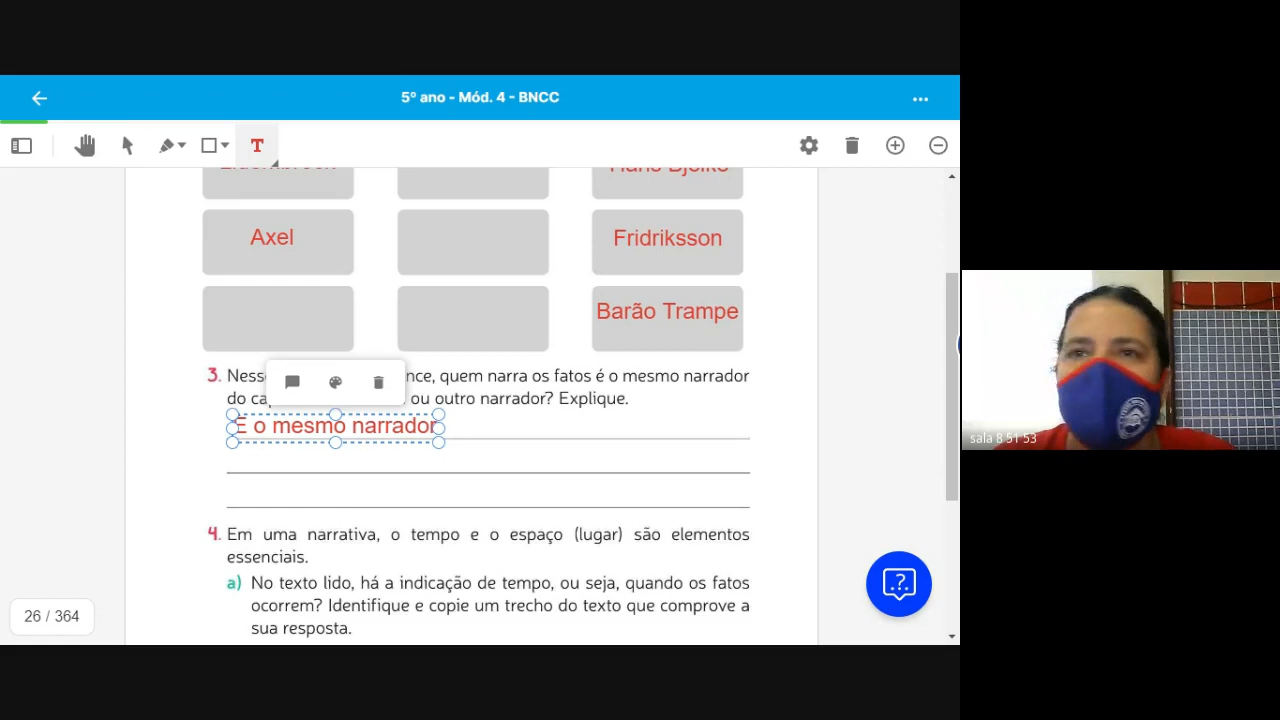 5º ano - Mód. 4 - BNCC
T
Axel
Fridriksson
Barão Trampe
3. nce, quem narra os fatos é o mesmo narrador
do ou outro narrador? Explique.
É o mesmo narrador
4. Em uma narrativa, o tempo e o espaço (lugar) são elementos
essenciais.
a) No texto lido, há a indicação de tempo, ou seja, quando os fatos
ocorrem? Identifique e copie um trecho do texto que comprove a
sua resposta.
26 / 364
?
sala 8 51 53